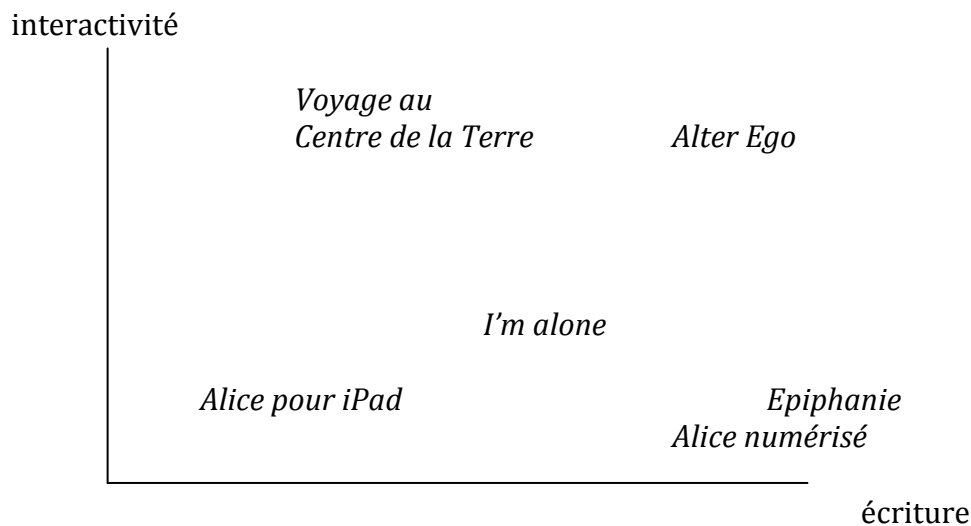 interactivité
Voyage au
Centre de la Terre
Alter Ego
I’m alone
Alice pour iPad
Epiphanie
Alice numérisé
écriture